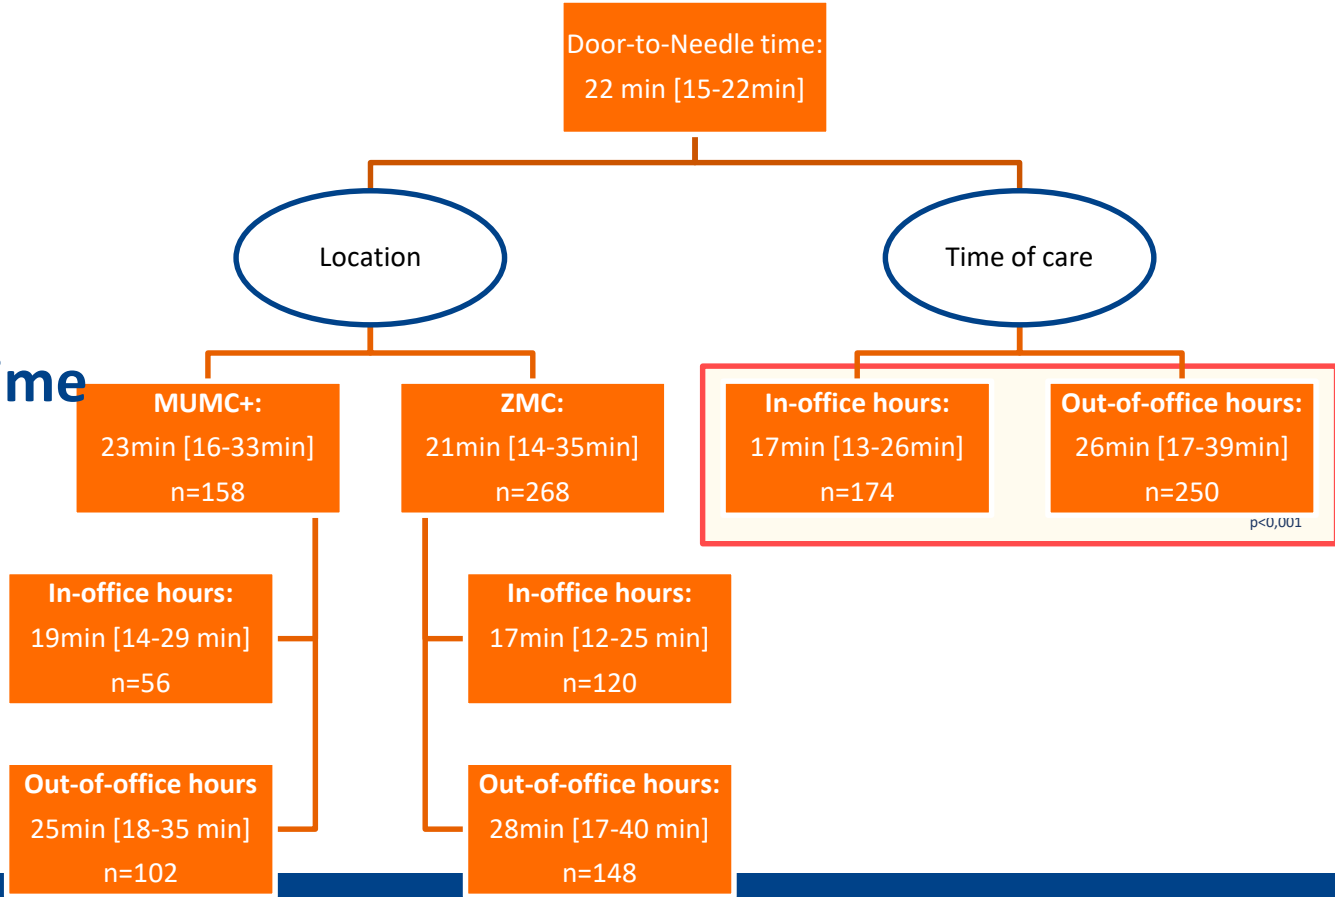 Door-to-Needle time:
22 min [15-22min]
Location
Time of care
MUMC+:
23min [16-33min]
n=158
ZMC:
21min [14-35min]
n=268
In-office hours:
17min [13-26min]
n=174
Out-of-office hours:
26min [17-39min]
n=250
p<0,001
In-office hours:
19min [14-29 min]
n=56
In-office hours:
17min [12-25 min]
n=120
Out-of-office hours
25min [18-35 min]
n=102
Out-of-office hours:
28min [17-40 min]
n=148